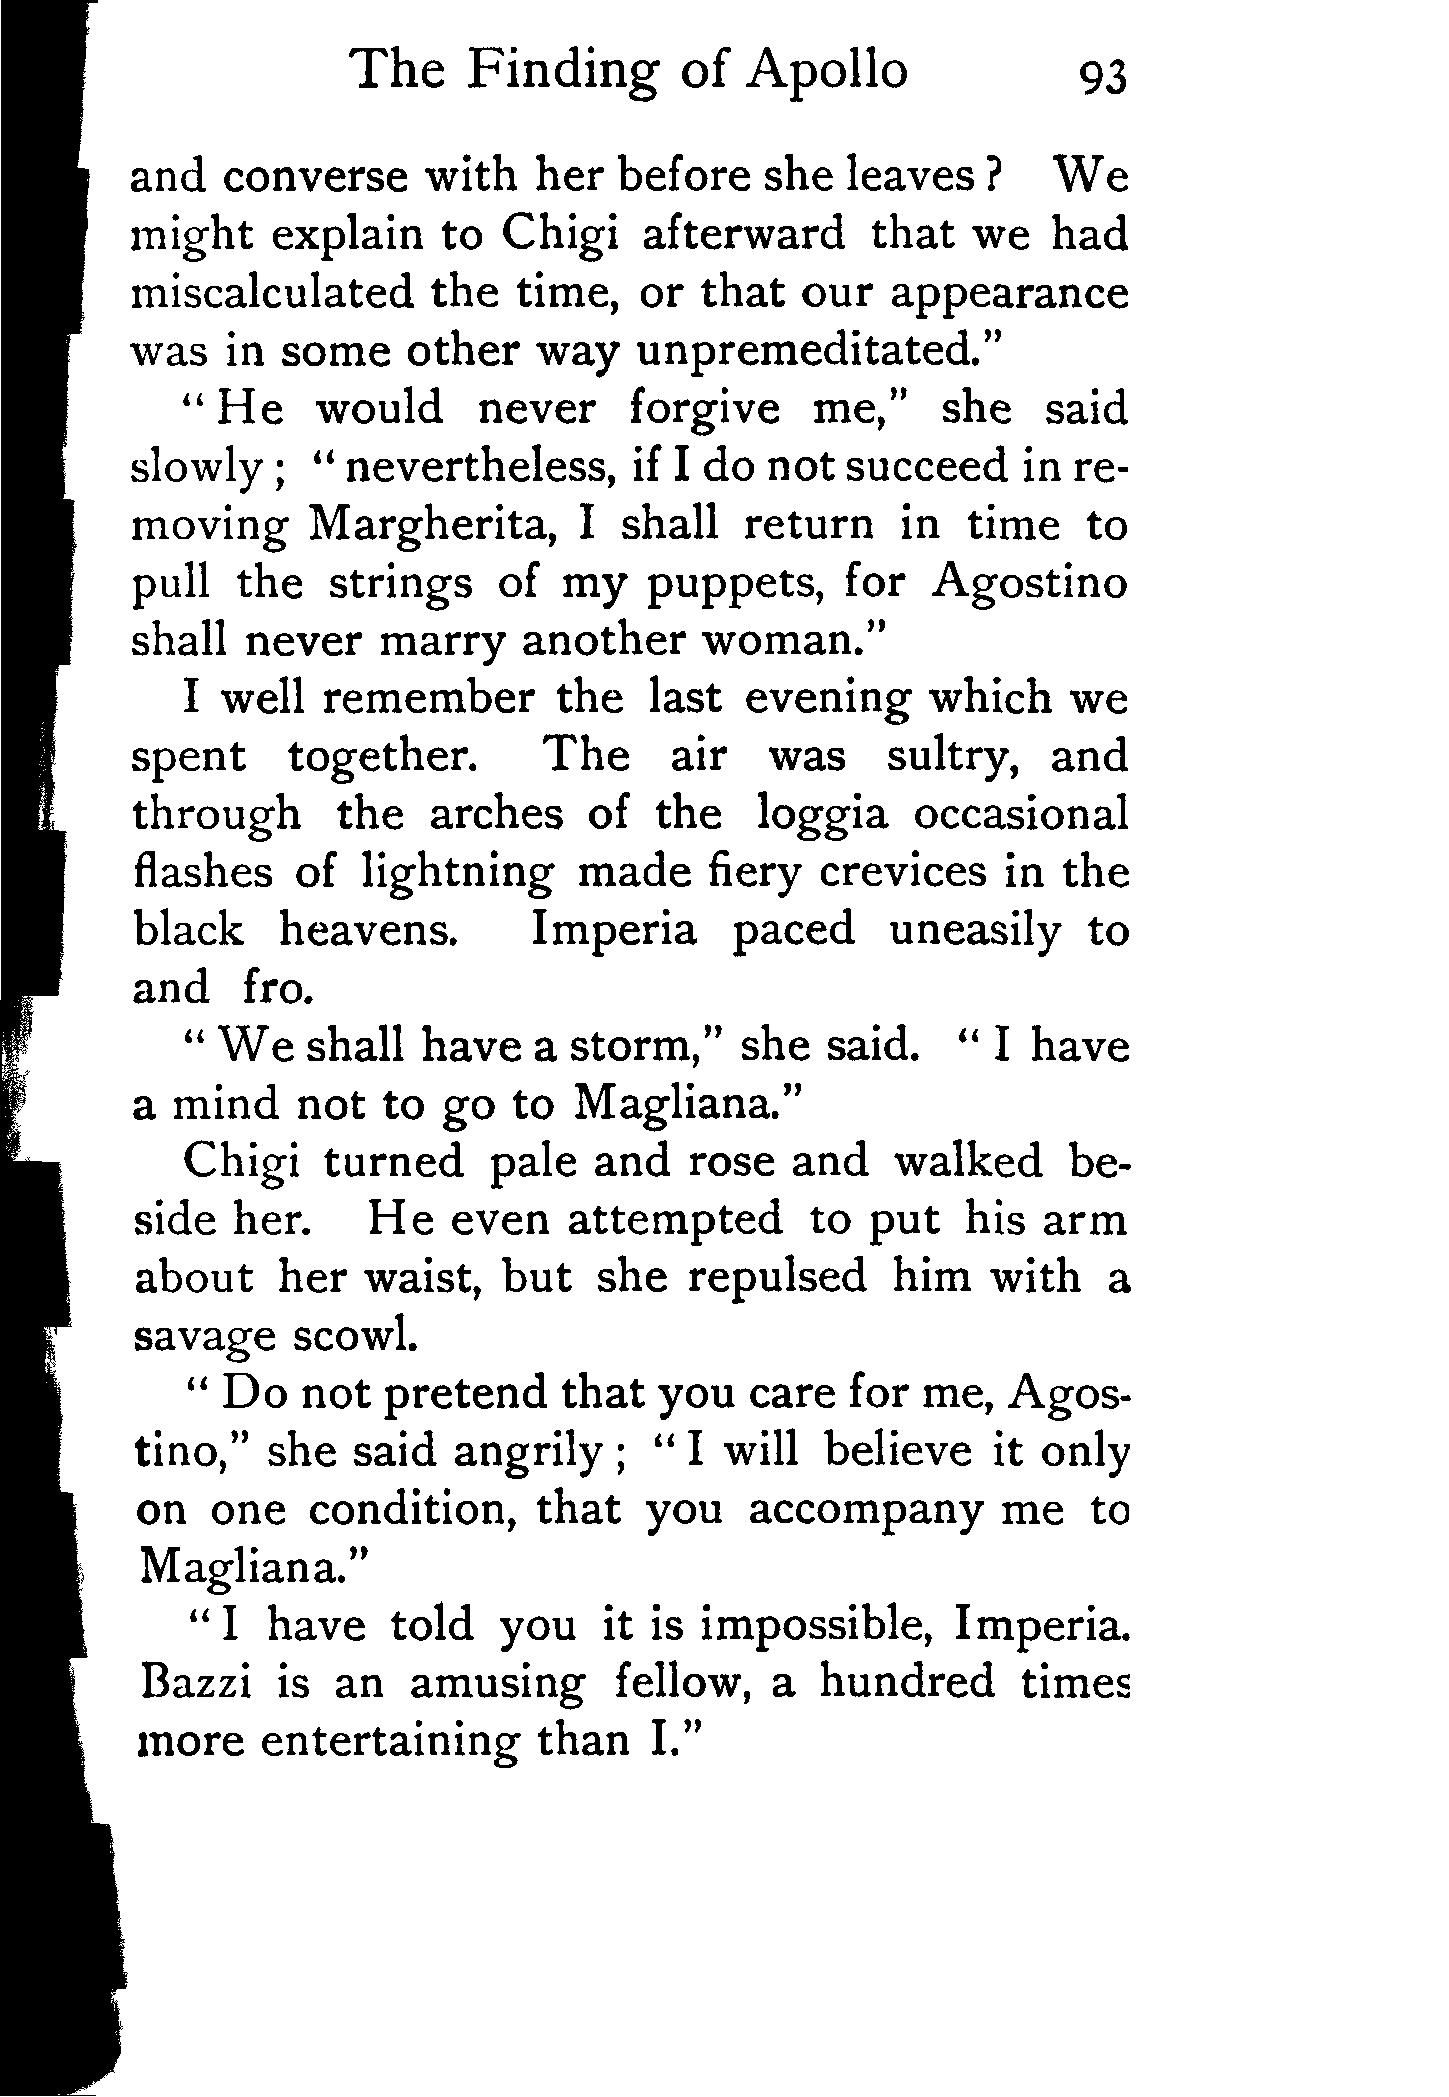 The Finding of Apollo 93
and converse with her before she leaves? We
might explain to Chigi afterward that we had
miscalculated the time, or that our appearance
was in some other way unpremeditated."
"He would never forgive me," she said
slowly; "nevertheless, if I do not succeed in re-
moving Margherita, I shall return in time to
pull the strings of my puppets, for Agostino
shall never marry another woman."
I well remember the last evening which we
spent together. The air was sultry, and
through the arches of the loggia occasional
flashes of lightning made fiery crevices in the
black heavens. Imperia paced uneasily to
and fro.
"We shall have a storm," she said. "I have
a mind not to go to Magliana."
Chigi turned pale and rose and walked be-
side her. He even attempted to put his arm
about her waist, but she repulsed him with a
savage scowl.
"Do not pretend that you care for me, Agos-
tino," she said angrily; "I will believe it only
on one condition, that you accompany me to
Magliana."
"I have told you it is impossible, Imperia.
Bazzi is an amusing fellow, a hundred times
more entertaining than I."